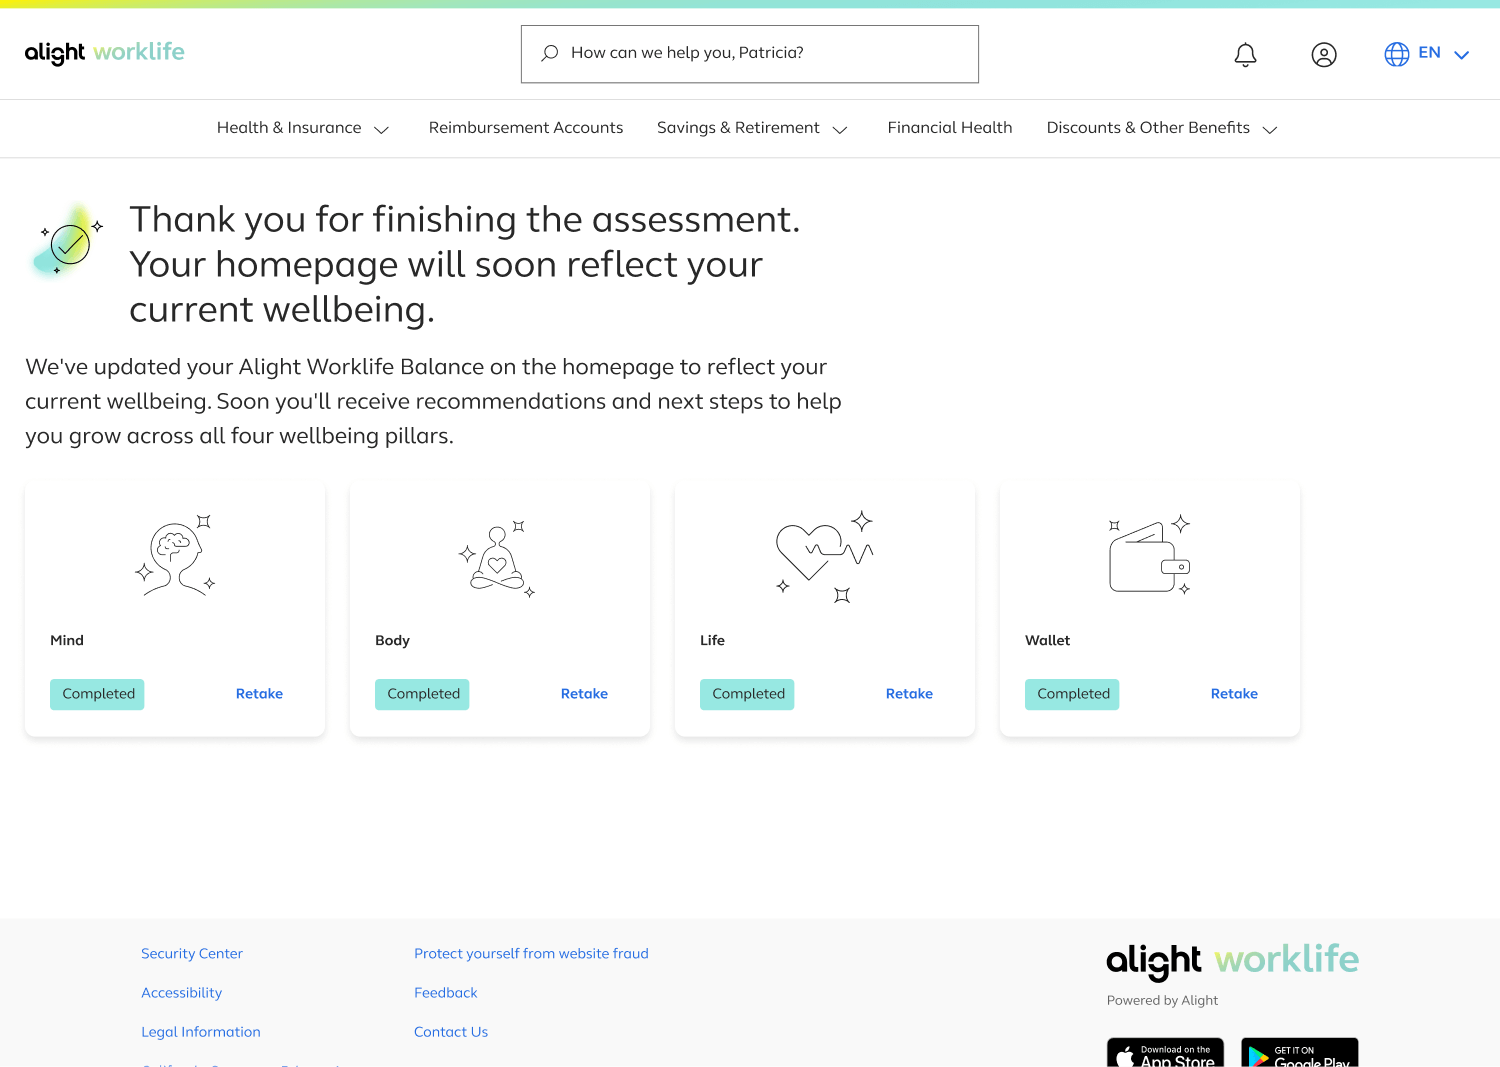 alight worklife
How can we help you, Patricia?
EN
Health & Insurance
Reimbursement Accounts
Savings & Retirement
Financial Health
Discounts & Other Benefits
Thank you for finishing the assessment.
Your homepage will soon reflect your
current wellbeing.
We've updated your Alight Worklife Balance on the homepage to reflect your
current wellbeing. Soon you'll receive recommendations and next steps to help
you grow across all four wellbeing pillars.
Mind
Completed
Retake
Body
Completed
Retake
Life
Completed
Retake
Wallet
Completed
Retake
Security Center
Accessibility
Legal Information
Protect yourself from website fraud
Feedback
Contact Us
alight worklife
Powered by Alight
Download on the
App Store
GET IT ON
Google Play